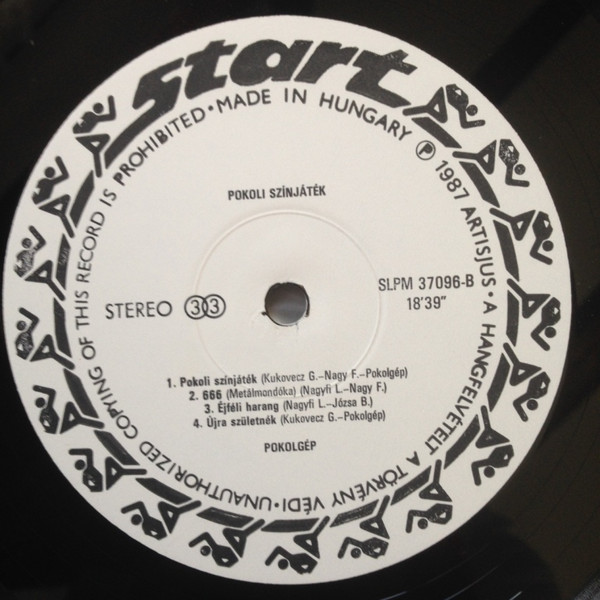 start
UNAUTHORIZED COPYING OF THIS RECORD IS PROHIBITED • MADE IN HUNGARY Ⓟ 1987 ARTISJUS • A HANGFELVÉTELT A TÖRVÉNY VÉDI •
POKOLI SZÍNJÁTÉK
STEREO 33
SLPM 37096-B
18'39"
1. Pokoli színjáték (Kukovecz G.–Nagy F.–Pokolgép)
2. 666 (Metálmondóka) (Nagyfi L.–Nagy F.)
3. Éjféli harang (Nagyfi L.–Józsa B.)
4. Újra születnék (Kukovecz G.–Pokolgép)
POKOLGÉP